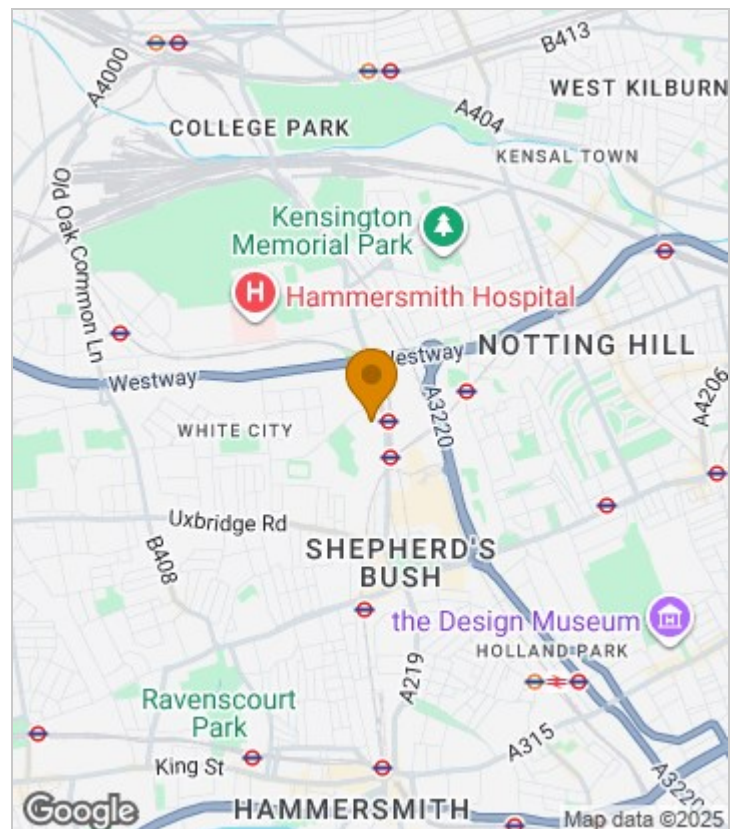 B413
A4000
WEST KILBURN
A404
COLLEGE PARK
KENSAL TOWN
Old Oak Common Ln
Kensington
Memorial Park
H
Hammersmith Hospital
Westway
NOTTING HILL
Westway
A4206
A3220
WHITE CITY
Uxbridge Rd
B408
SHEPHERD'S
BUSH
the Design Museum
HOLLAND PARK
A219
Ravenscourt
Park
A315
King St
A3220
Google
HAMMERSMITH
Map data ©2025